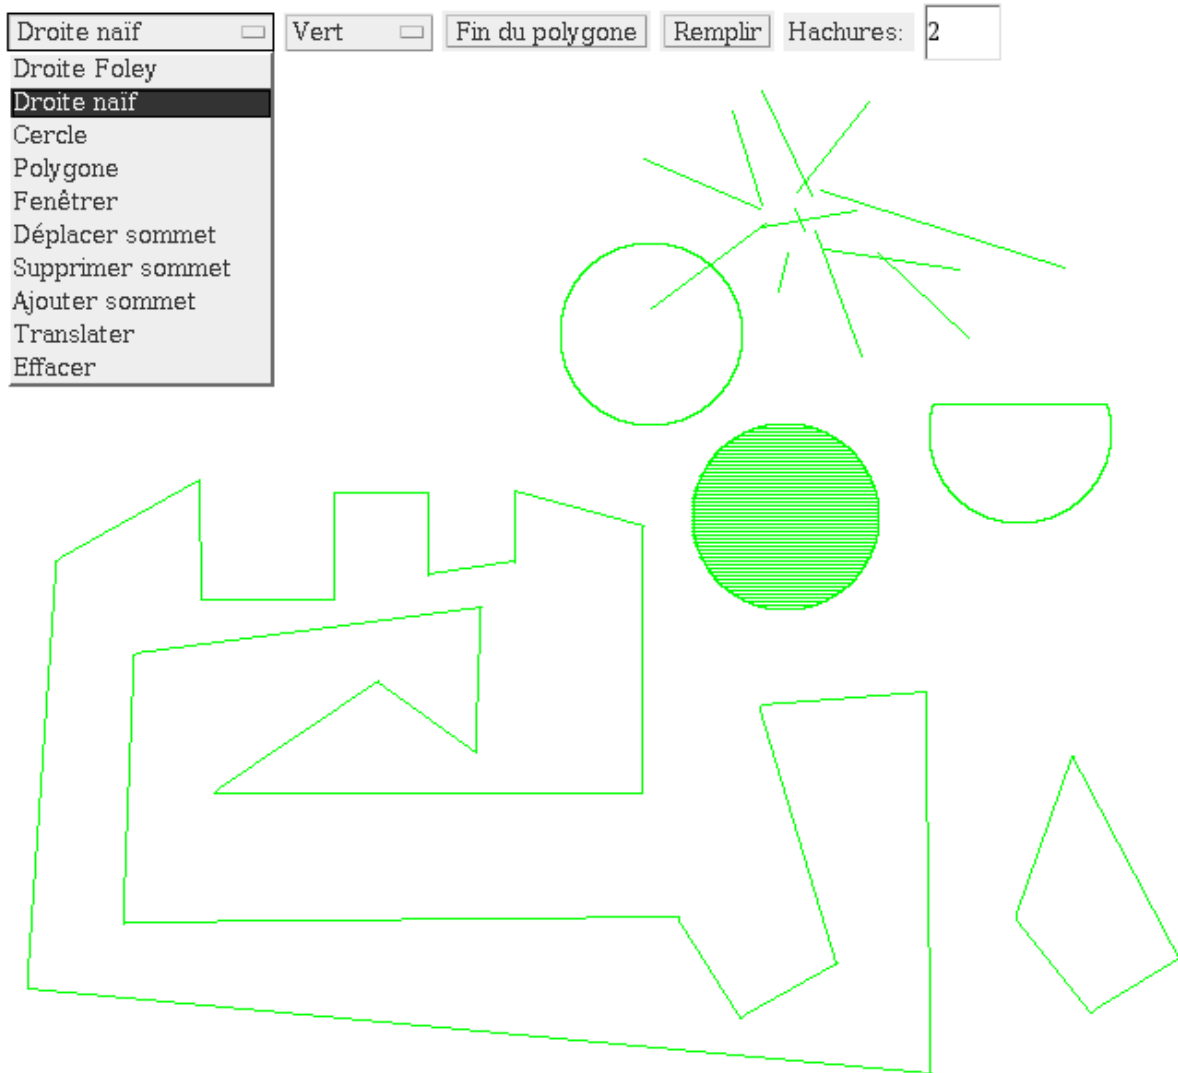 Droite naïf Vert Fin du polygone Remplir Hachures: 2
Droite Foley
Droite naïf
Cercle
Polygone
Fenêtrer
Déplacer sommet
Supprimer sommet
Ajouter sommet
Translater
Effacer